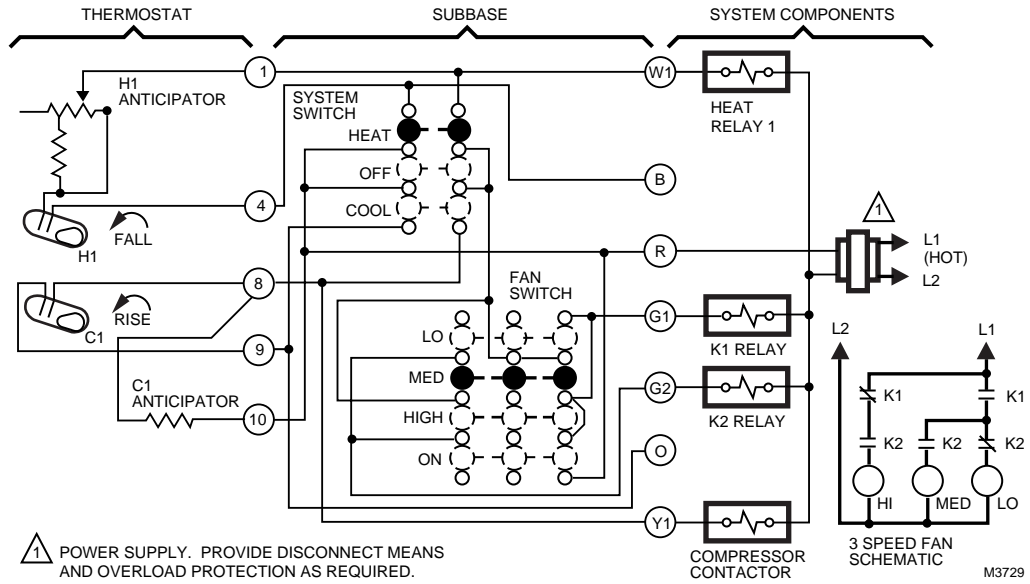 THERMOSTAT
SUBBASE
SYSTEM COMPONENTS
H1
ANTICIPATOR
1
SYSTEM
SWITCH
W1
HEAT
RELAY 1
HEAT
OFF
COOL
4
B
1
FALL
H1
R
L1
(HOT)
L2
8
FAN
SWITCH
RISE
C1
G1
LO
K1 RELAY
9
MED
G2
C1
ANTICIPATOR
10
HIGH
K2 RELAY
ON
O
Y1
COMPRESSOR
CONTACTOR
L2
L1
K1
K1
K2
K2
K2
HI
MED
LO
3 SPEED FAN
SCHEMATIC
1
POWER SUPPLY. PROVIDE DISCONNECT MEANS
AND OVERLOAD PROTECTION AS REQUIRED.
M3729